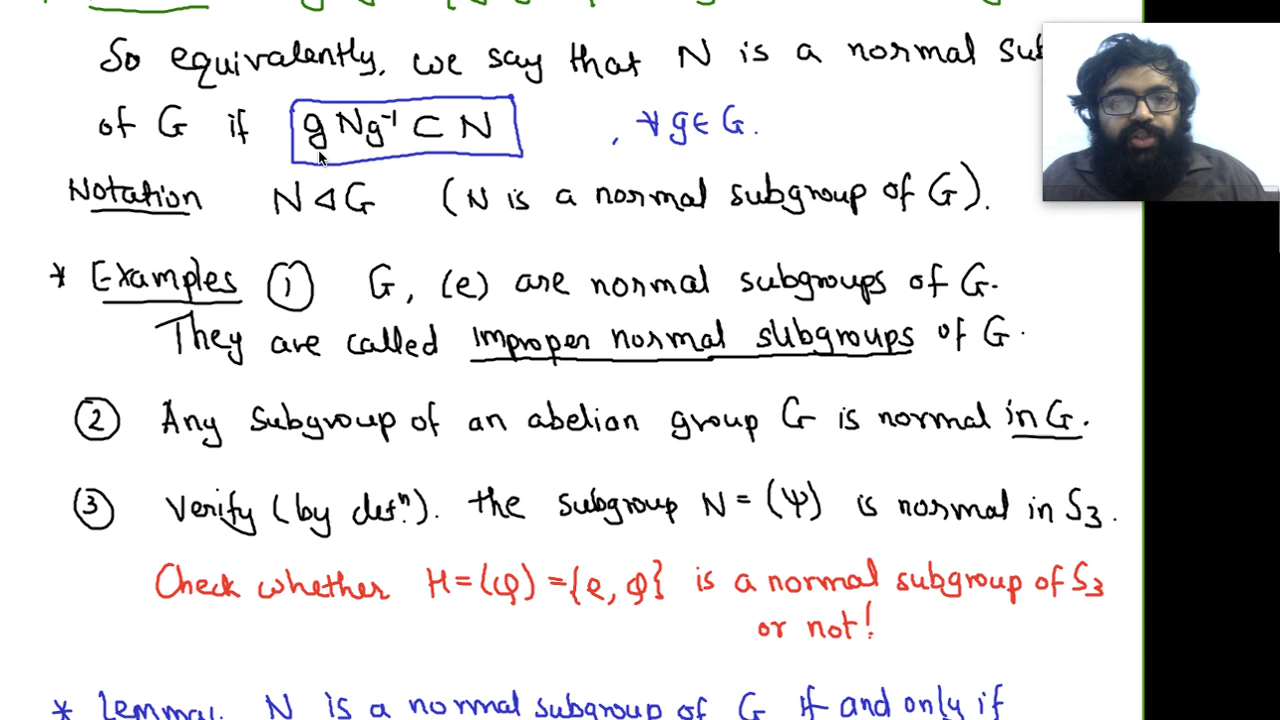 So equivalently, we say that N is a normal sub
of G if gNg⁻¹ ⊂ N , ∀ g ∈ G.
Notation N ⊲ G (N is a normal subgroup of G).
* Examples ① G, (e) are normal subgroups of G.
They are called improper normal subgroups of G.
② Any subgroup of an abelian group G is normal in G.
③ Verify (by defⁿ.). the subgroup N = (ψ) is normal in S₃.
Check whether H = (φ) = {e, φ} is a normal subgroup of S₃
or not!
* Lemma. N is a normal subgroup of G if and only if